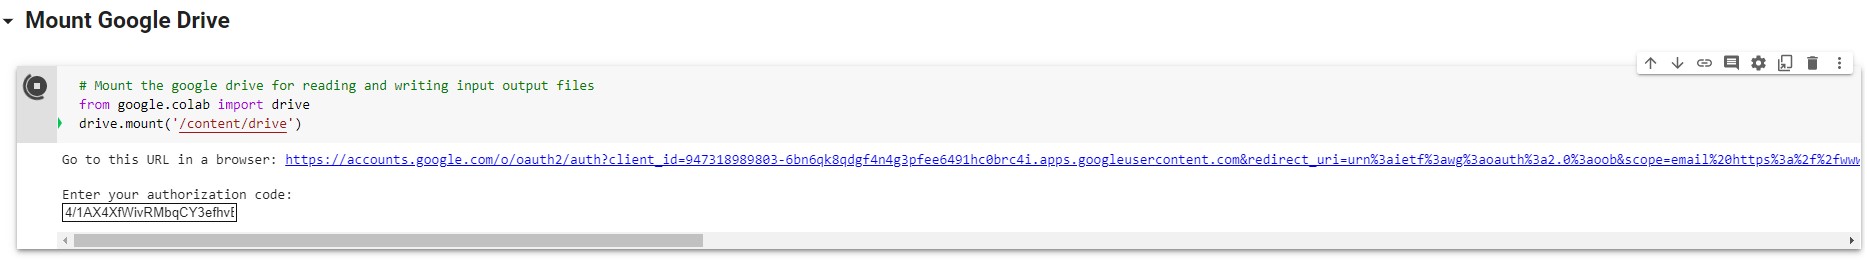 Mount Google Drive
# Mount the google drive for reading and writing input output files
from google.colab import drive
drive.mount('/content/drive')
Go to this URL in a browser: https://accounts.google.com/o/oauth2/auth?client_id=947318989803-6bn6qk8qdgf4n4g3pfee6491hc0brc4i.apps.googleusercontent.com&redirect_uri=urn%3aietf%3awg%3aoauth%3a2.0%3aoob&scope=email%20https%3a%2f%2fwww
Enter your authorization code:
4/1AX4XfWivRMbqCY3efhvE